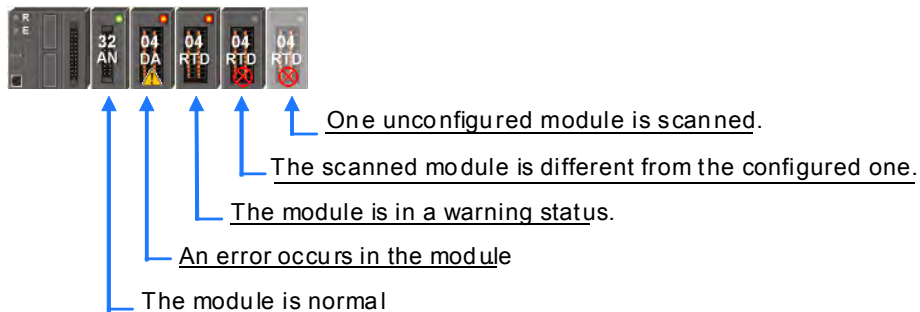 R
E
32 04 04 04 04
AN DA RTD RTD RTD
One unconfigured module is scanned.
The scanned module is different from the configured one.
The module is in a warning status.
An error occurs in the module
The module is normal